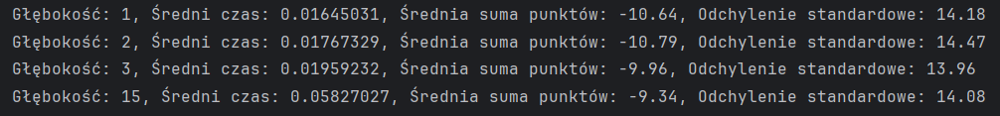 Głębokość: 1, Średni czas: 0.01645031, Średnia suma punktów: -10.64, Odchylenie standardowe: 14.18
Głębokość: 2, Średni czas: 0.01767329, Średnia suma punktów: -10.79, Odchylenie standardowe: 14.47
Głębokość: 3, Średni czas: 0.01959232, Średnia suma punktów: -9.96, Odchylenie standardowe: 13.96
Głębokość: 15, Średni czas: 0.05827027, Średnia suma punktów: -9.34, Odchylenie standardowe: 14.08